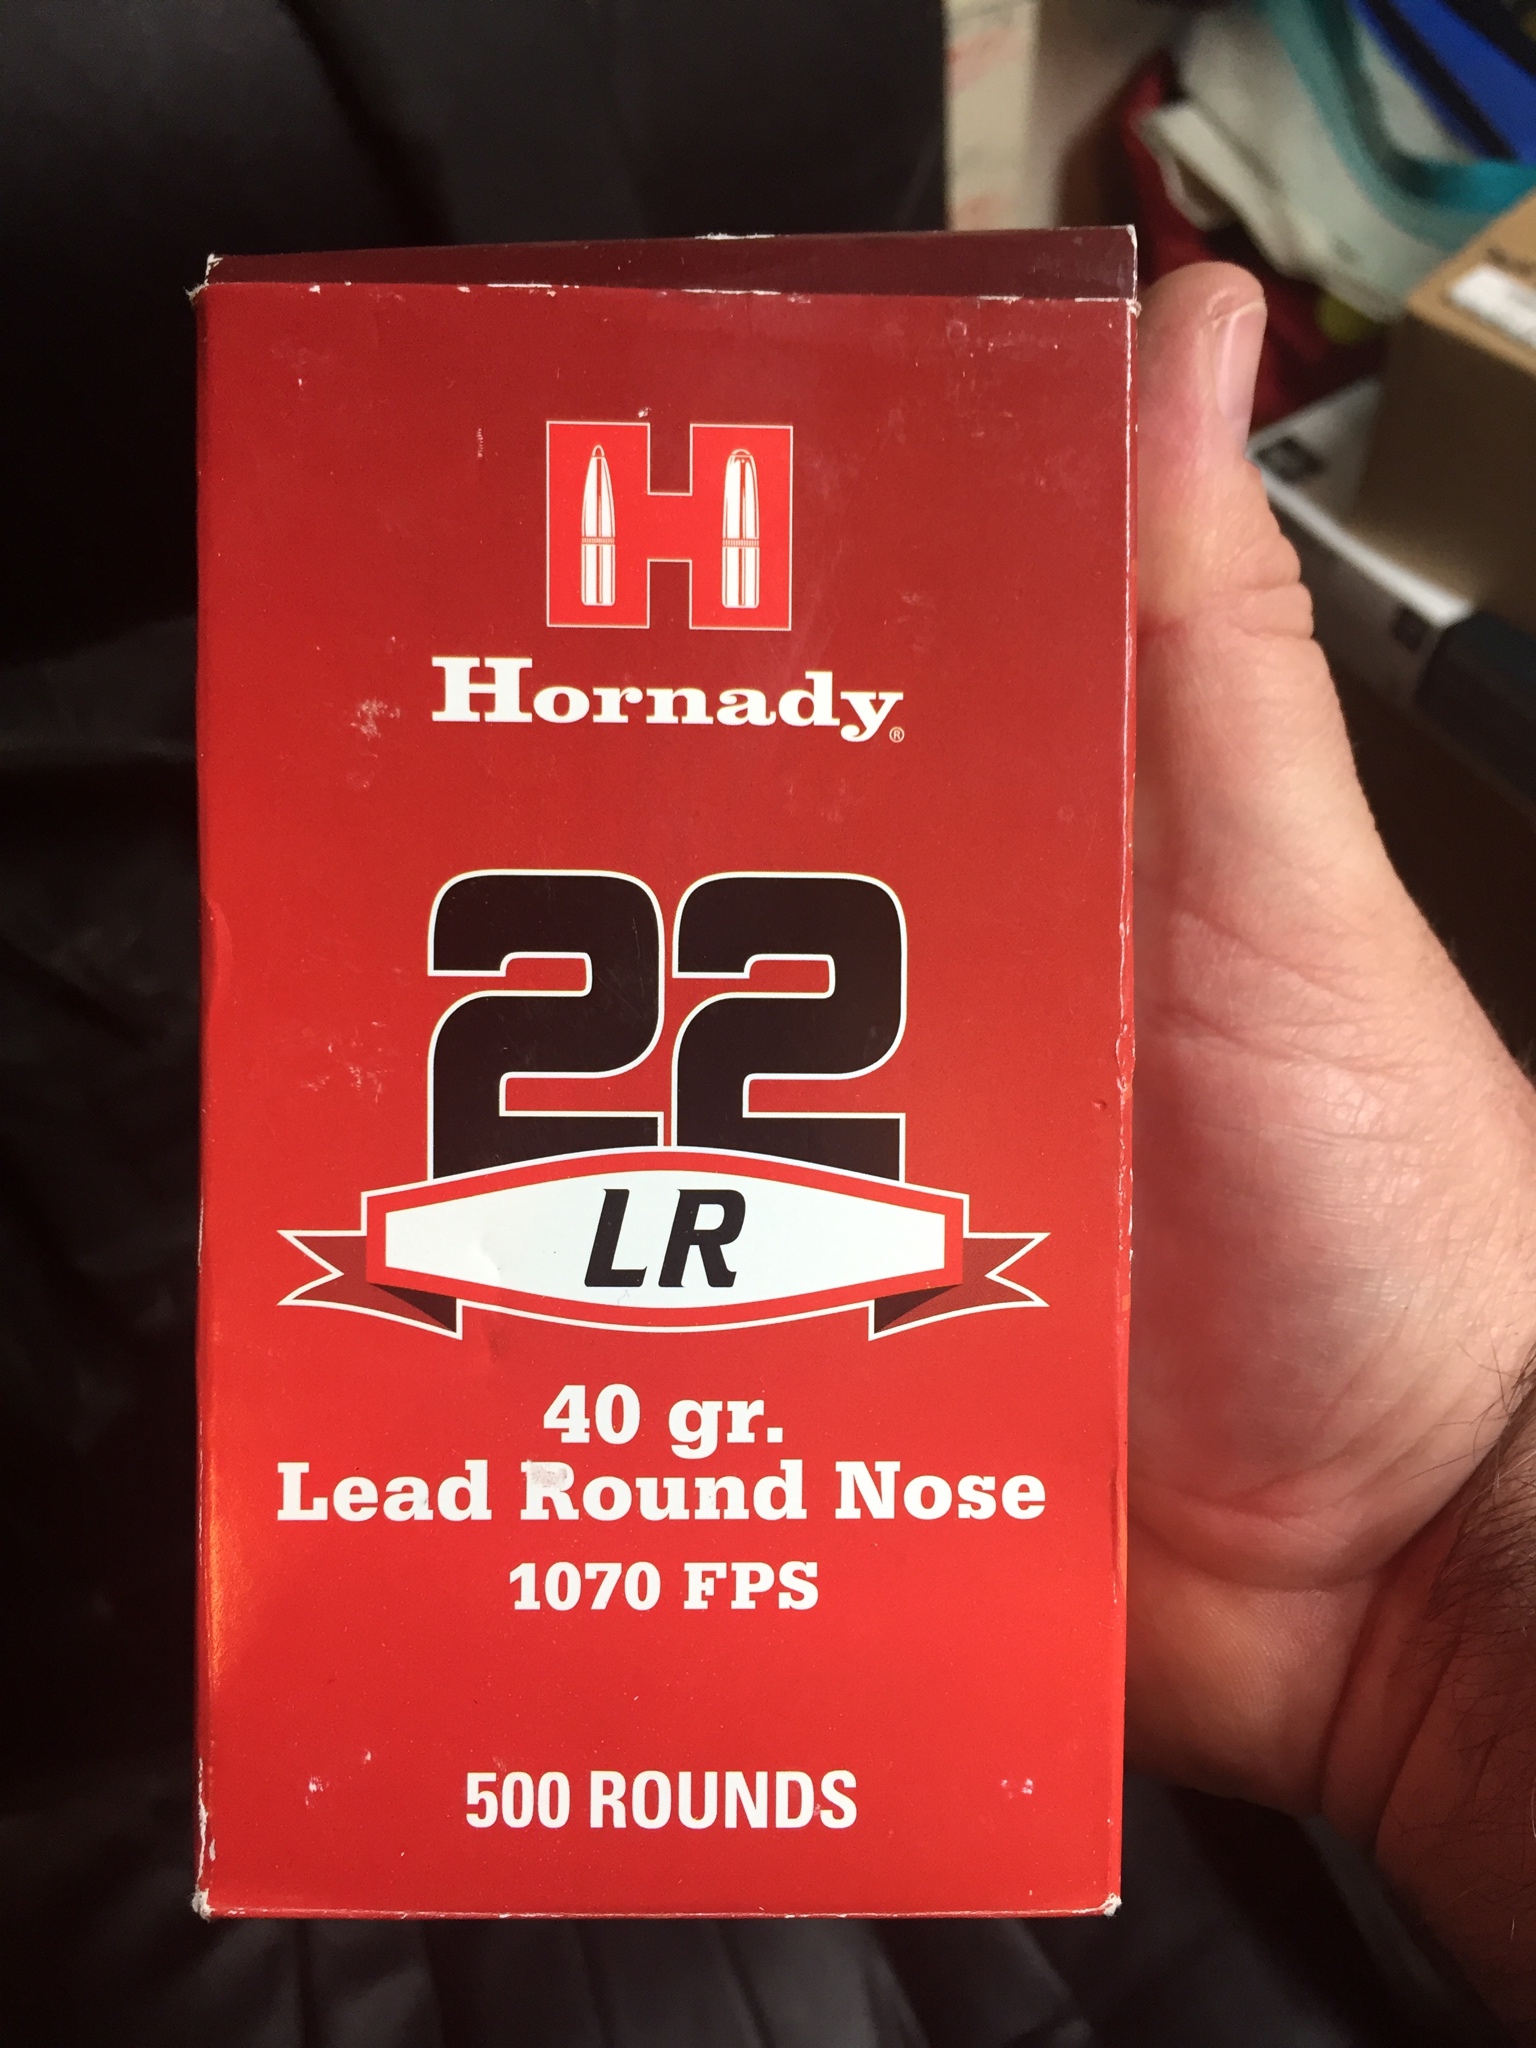 H
Hornady®
22
LR
40 gr.
Lead Round Nose
1070 FPS
500 ROUNDS